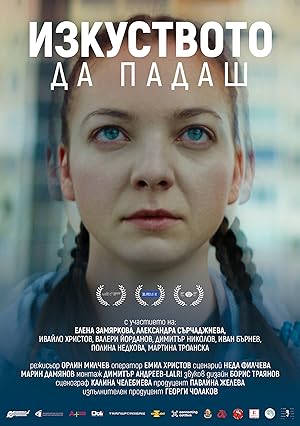 ИЗКУСТВОТО
ДА ПАДАШ
с участието на:
ЕЛЕНА ЗАМЯРКОВА, АЛЕКСАНДРА СЪРЧАДЖИЕВА,
ИВАЙЛО ХРИСТОВ, ВАЛЕРИ ЙОРДАНОВ, ДИМИТЪР НИКОЛОВ, ИВАН БЪРНЕВ,
ПОЛИНА НЕДКОВА, МАРТИНА ТРОАНСКА
режисьор ОРЛИН МИЛЧЕВ оператор ЕМИЛ ХРИСТОВ сценарий НЕДА ФИЛЧЕВА
МАРИН ДАМЯНОВ монтаж ДИМИТЪР АНДРЕЕВ-LALR! звуков дизайн БОРИС ТРАЯНОВ
сценограф КАЛИНА ЧЕЛЕБИЕВА продуцент ПАВЛИНА ЖЕЛЕВА
изпълнителен продуцент ГЕОРГИ ЧОЛАКОВ